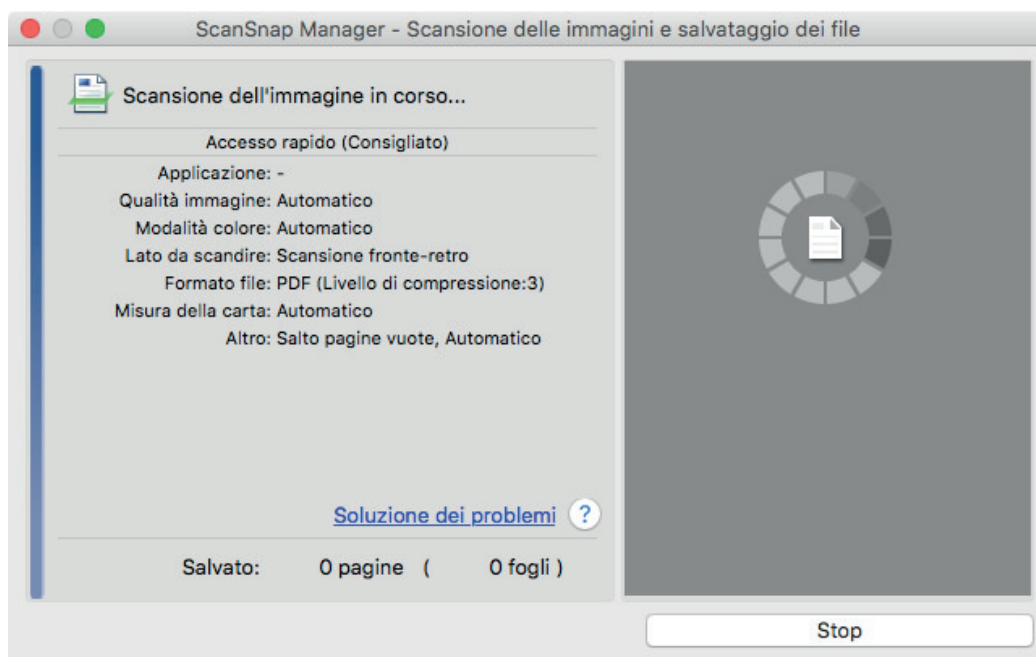 ScanSnap Manager - Scansione delle immagini e salvataggio dei file
Scansione dell'immagine in corso...
Accesso rapido (Consigliato)
Applicazione: -
Qualità immagine: Automatico
Modalità colore: Automatico
Lato da scandire: Scansione fronte-retro
Formato file: PDF (Livello di compressione:3)
Misura della carta: Automatico
Altro: Salto pagine vuote, Automatico
Soluzione dei problemi ?
Salvato: 0 pagine ( 0 fogli )
Stop